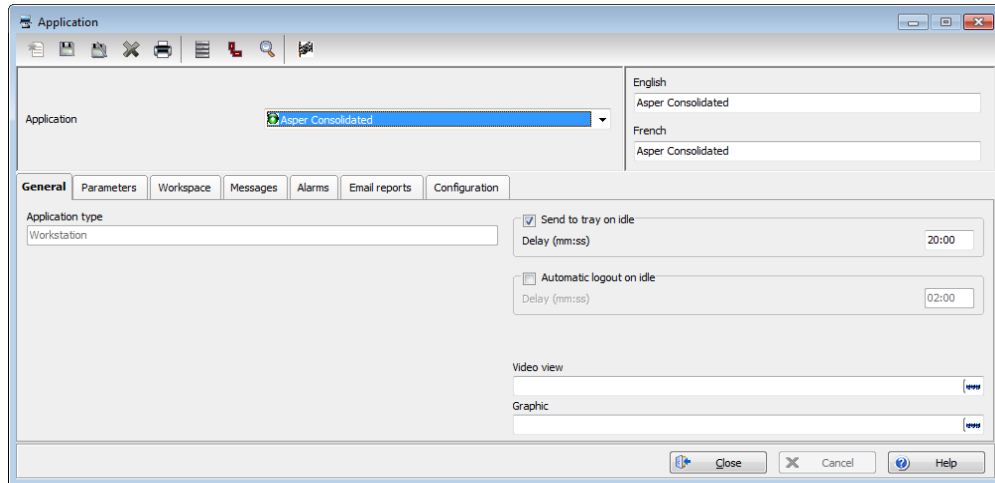 Application
English
Asper Consolidated
Application
Asper Consolidated
French
Asper Consolidated
General Parameters Workspace Messages Alarms Email reports Configuration
Application type
Workstation
Send to tray on idle
Delay (mm:ss) 20:00
Automatic logout on idle
Delay (mm:ss) 02:00
Video view
Graphic
Close Cancel Help